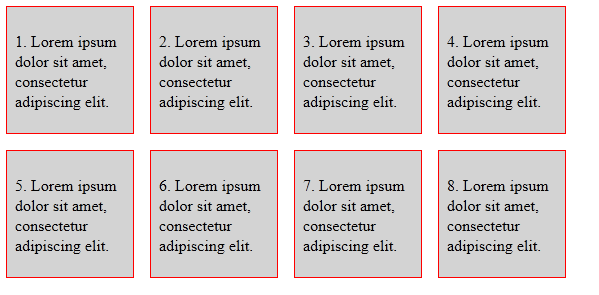 1. Lorem ipsum
dolor sit amet,
consectetur
adipiscing elit.
2. Lorem ipsum
dolor sit amet,
consectetur
adipiscing elit.
3. Lorem ipsum
dolor sit amet,
consectetur
adipiscing elit.
4. Lorem ipsum
dolor sit amet,
consectetur
adipiscing elit.
5. Lorem ipsum
dolor sit amet,
consectetur
adipiscing elit.
6. Lorem ipsum
dolor sit amet,
consectetur
adipiscing elit.
7. Lorem ipsum
dolor sit amet,
consectetur
adipiscing elit.
8. Lorem ipsum
dolor sit amet,
consectetur
adipiscing elit.